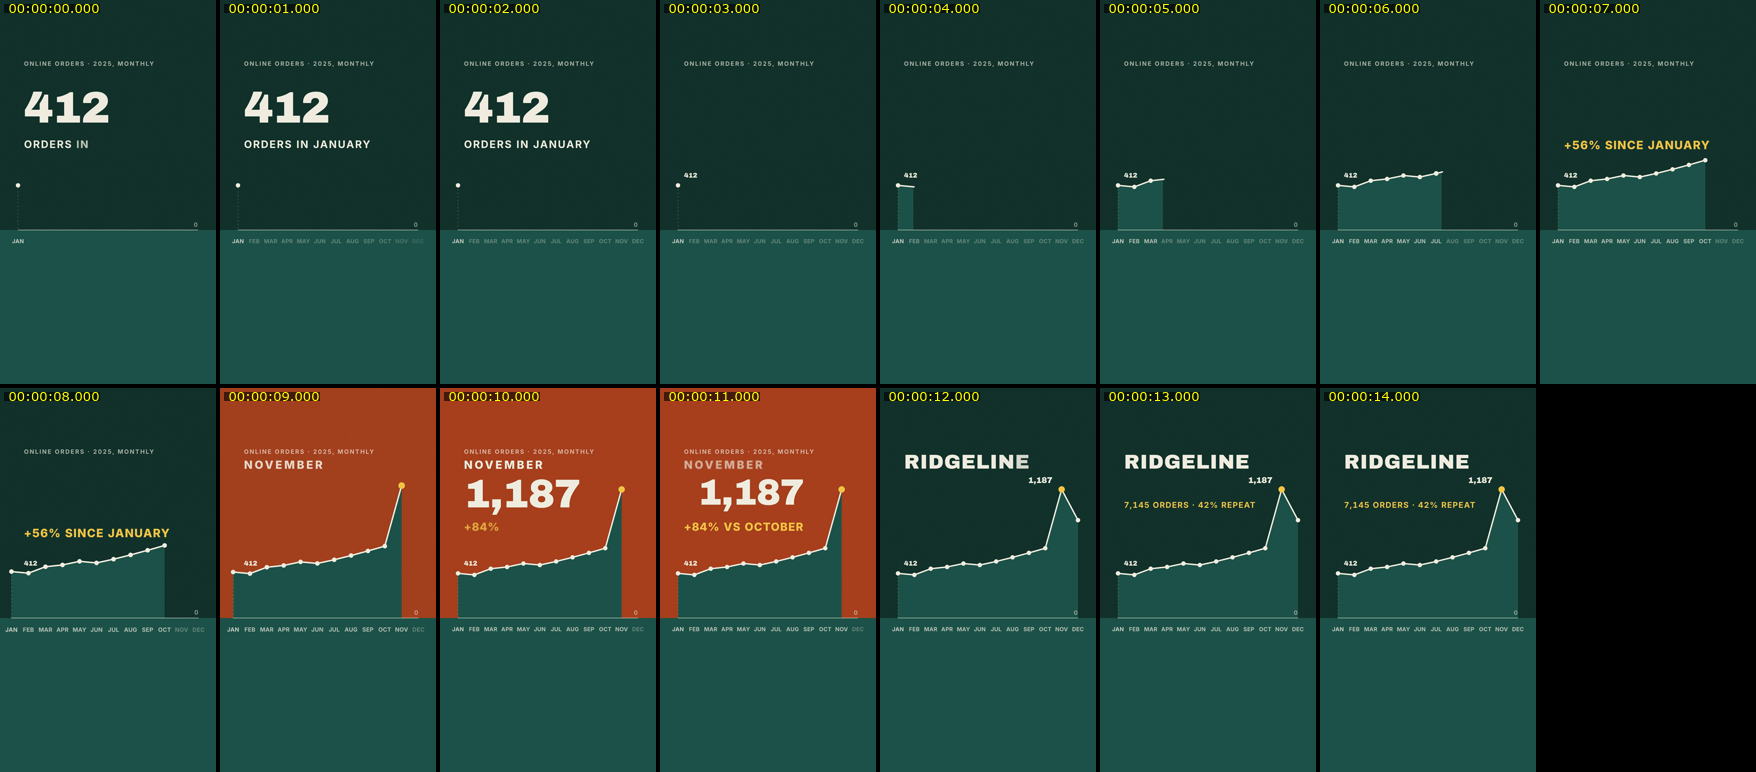 00:00:00.000
ONLINE ORDERS · 2025, MONTHLY
412
ORDERS IN
0
JAN
00:00:01.000
ONLINE ORDERS · 2025, MONTHLY
412
ORDERS IN JANUARY
0
JAN FEB MAR APR MAY JUN JUL AUG SEP OCT NOV DEC
00:00:02.000
ONLINE ORDERS · 2025, MONTHLY
412
ORDERS IN JANUARY
0
JAN FEB MAR APR MAY JUN JUL AUG SEP OCT NOV DEC
00:00:03.000
ONLINE ORDERS · 2025, MONTHLY
412
0
JAN FEB MAR APR MAY JUN JUL AUG SEP OCT NOV DEC
00:00:04.000
ONLINE ORDERS · 2025, MONTHLY
412
0
JAN FEB MAR APR MAY JUN JUL AUG SEP OCT NOV DEC
00:00:05.000
ONLINE ORDERS · 2025, MONTHLY
412
0
JAN FEB MAR APR MAY JUN JUL AUG SEP OCT NOV DEC
00:00:06.000
ONLINE ORDERS · 2025, MONTHLY
412
0
JAN FEB MAR APR MAY JUN JUL AUG SEP OCT NOV DEC
00:00:07.000
ONLINE ORDERS · 2025, MONTHLY
+56% SINCE JANUARY
412
0
JAN FEB MAR APR MAY JUN JUL AUG SEP OCT NOV DEC
00:00:08.000
ONLINE ORDERS · 2025, MONTHLY
+56% SINCE JANUARY
412
0
JAN FEB MAR APR MAY JUN JUL AUG SEP OCT NOV DEC
00:00:09.000
ONLINE ORDERS · 2025, MONTHLY
NOVEMBER
412
0
JAN FEB MAR APR MAY JUN JUL AUG SEP OCT NOV DEC
00:00:10.000
ONLINE ORDERS · 2025, MONTHLY
NOVEMBER
1,187
+84%
412
0
JAN FEB MAR APR MAY JUN JUL AUG SEP OCT NOV DEC
00:00:11.000
ONLINE ORDERS · 2025, MONTHLY
NOVEMBER
1,187
+84% VS OCTOBER
412
0
JAN FEB MAR APR MAY JUN JUL AUG SEP OCT NOV DEC
00:00:12.000
RIDGELINE
1,187
412
0
JAN FEB MAR APR MAY JUN JUL AUG SEP OCT NOV DEC
00:00:13.000
RIDGELINE
1,187
7,145 ORDERS · 42% REPEAT
412
0
JAN FEB MAR APR MAY JUN JUL AUG SEP OCT NOV DEC
00:00:14.000
RIDGELINE
1,187
7,145 ORDERS · 42% REPEAT
412
0
JAN FEB MAR APR MAY JUN JUL AUG SEP OCT NOV DEC